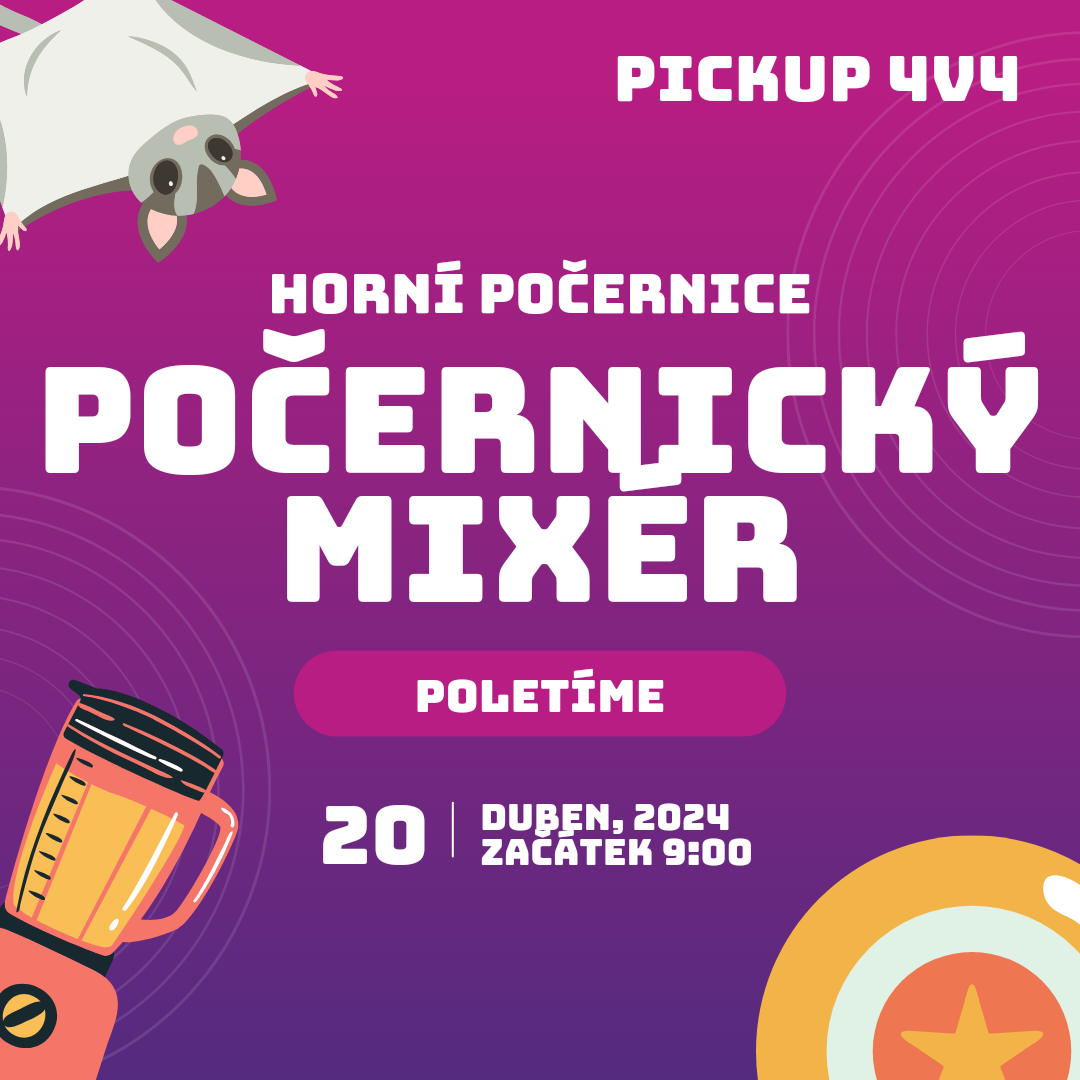 PICKUP 4V4
HORNÍ POČERNICE
POČERNICKÝ
MIXÉR
POLETÍME
20
DUBEN, 2024
ZAČÁTEK 9:00